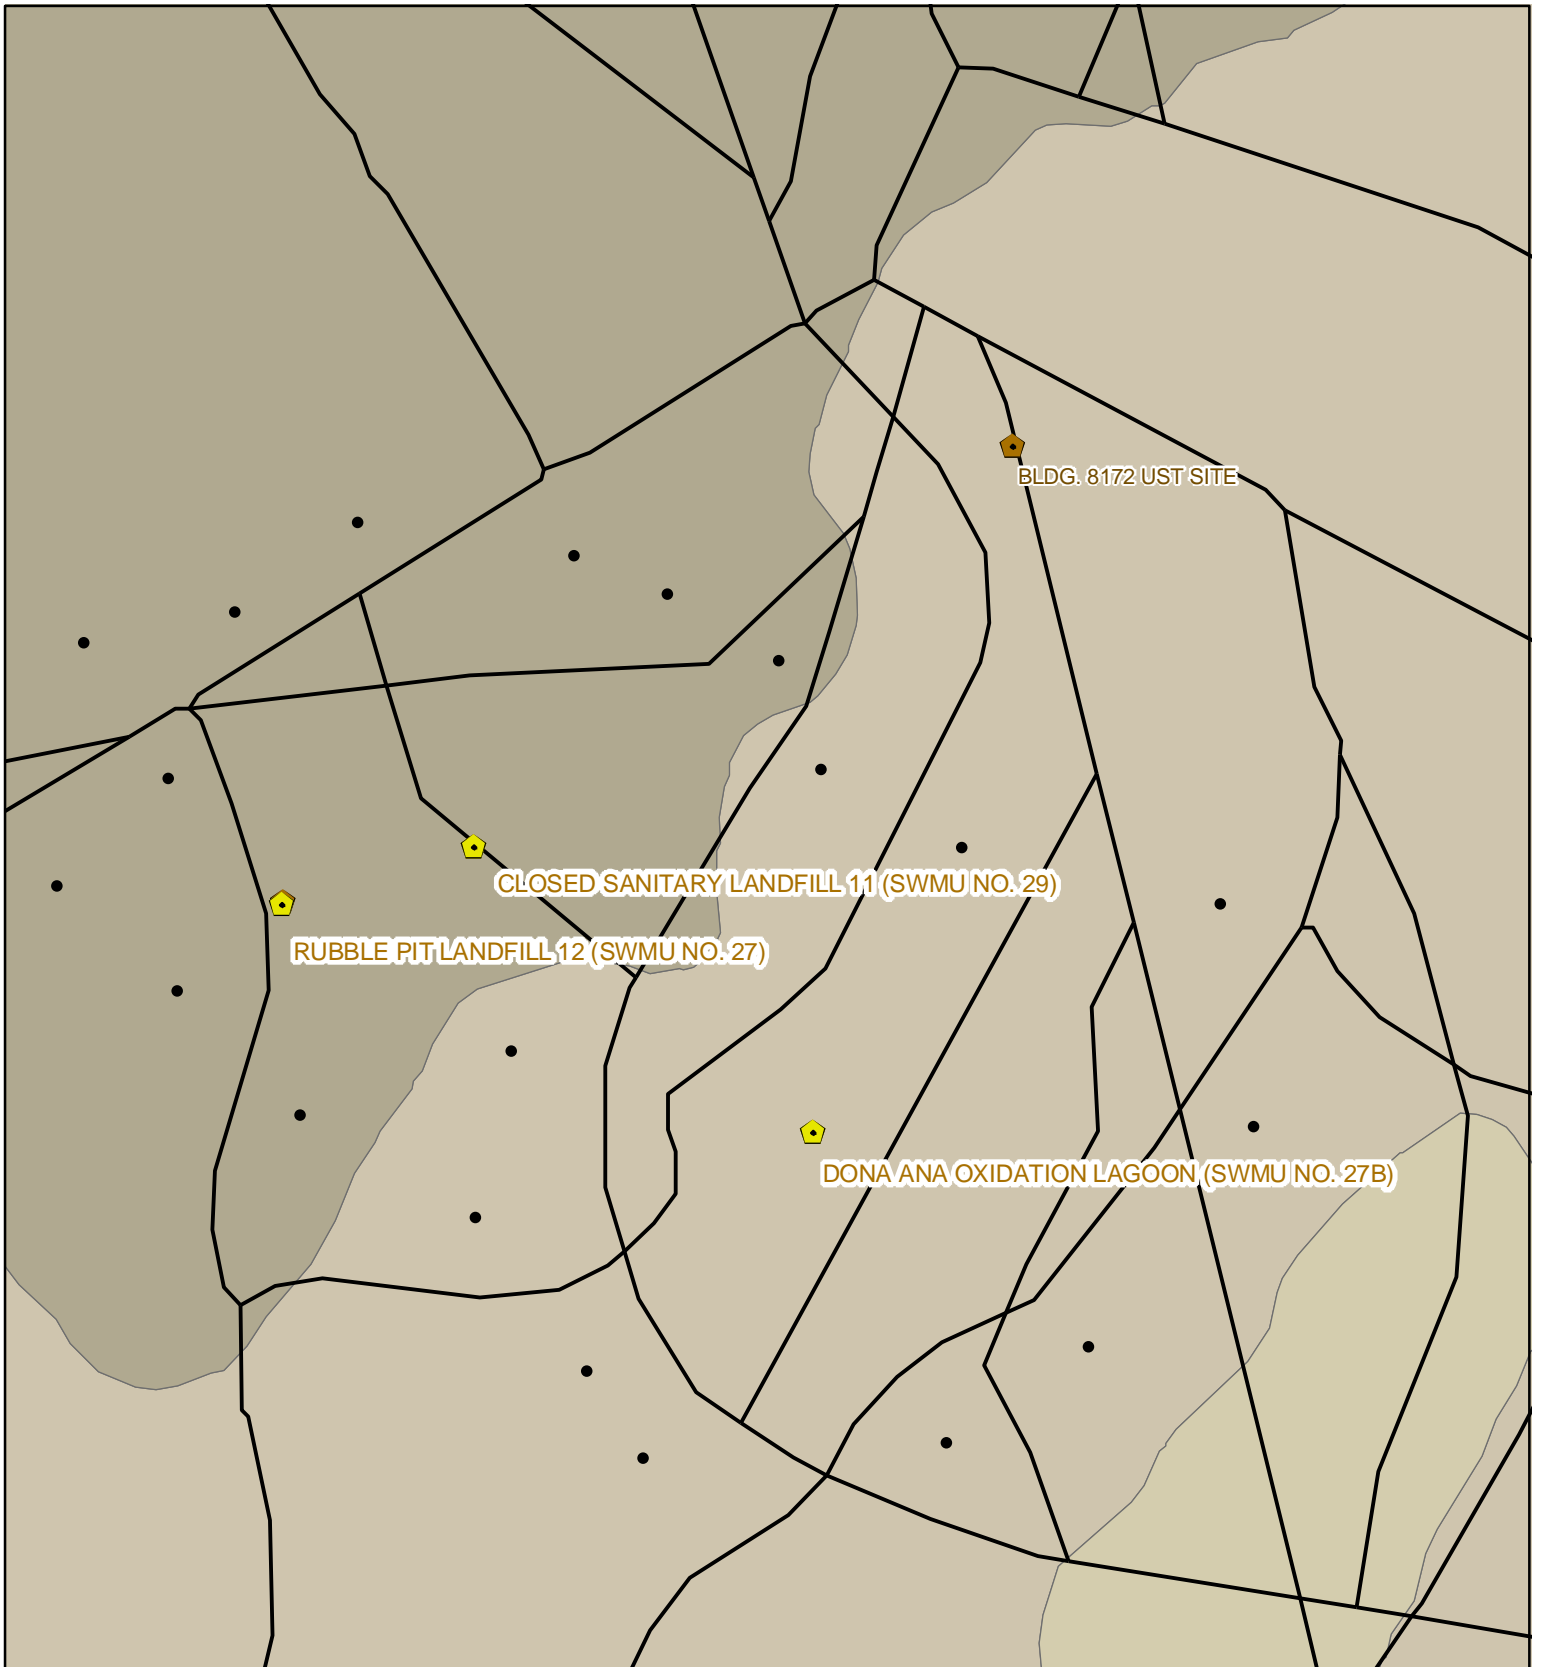 BLDG. 8172 UST SITE
CLOSED SANITARY LANDFILL 11 (SWMU NO. 29)
RUBBLE PIT LANDFILL 12 (SWMU NO. 27)
DONA ANA OXIDATION LAGOON (SWMU NO. 27B)